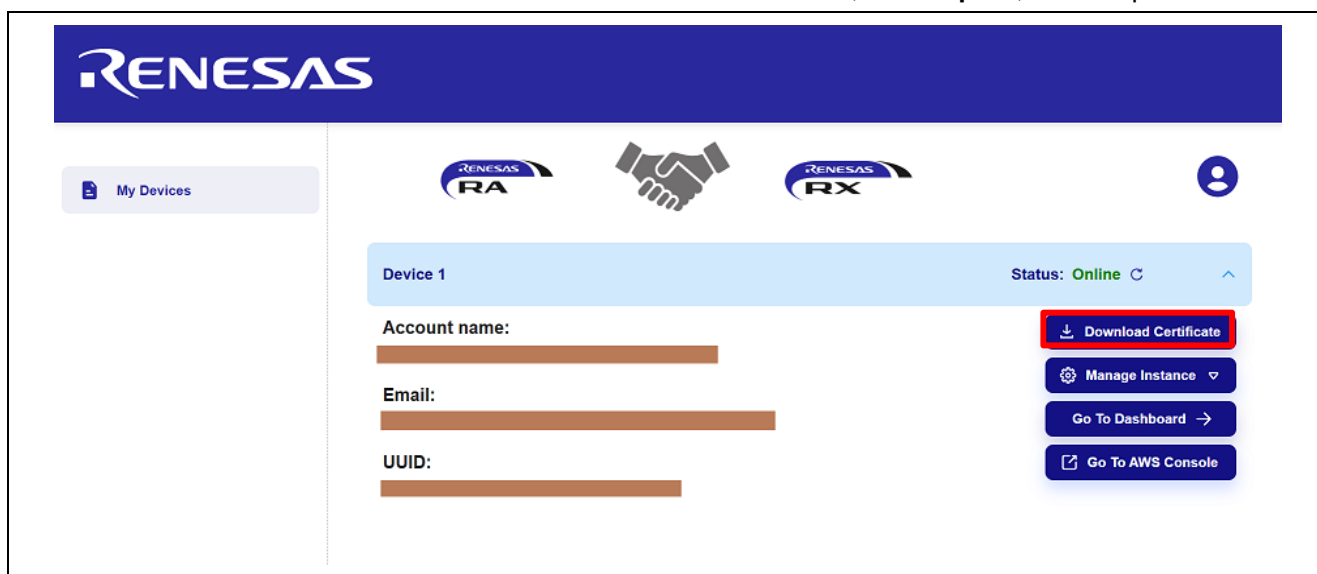 RENESAS
My Devices
RENESAS
RA
RENESAS
RX
Device 1
Status: Online
Account name:
Download Certificate
Manage Instance
Email:
Go To Dashboard
UUID:
Go To AWS Console